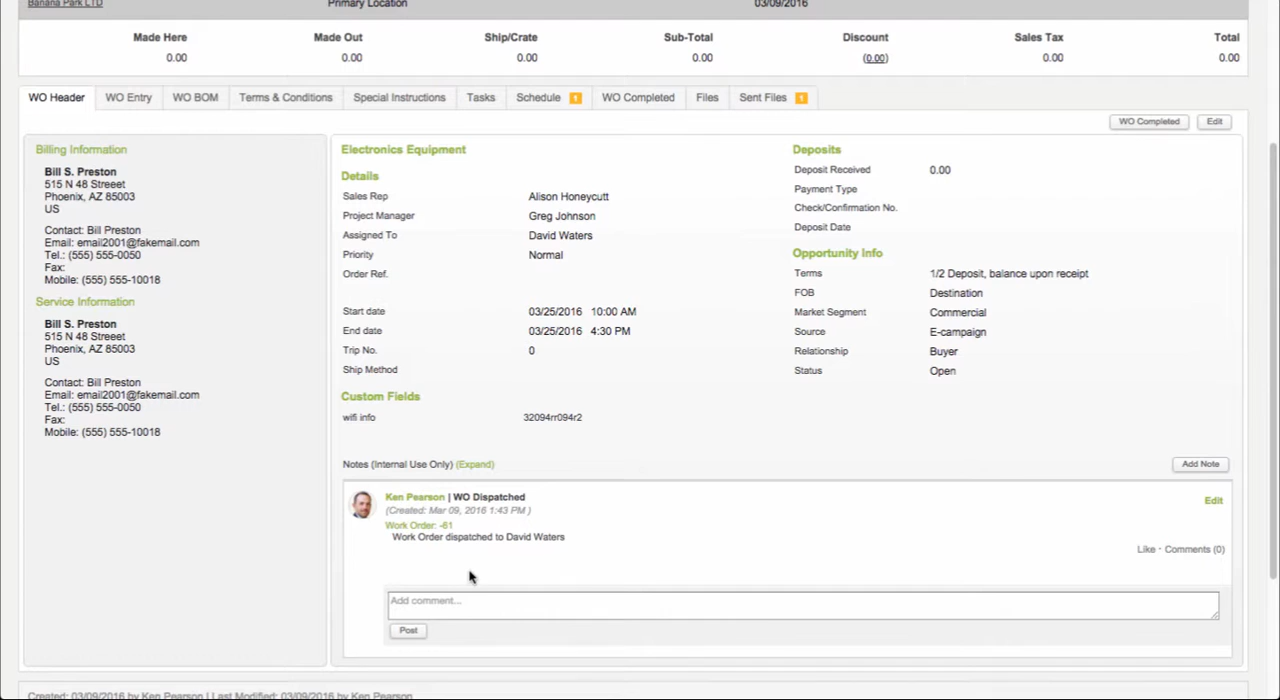 Banana Park LTD Primary Location 03/09/2016
Made Here Made Out Ship/Crate Sub-Total Discount Sales Tax Total
0.00 0.00 0.00 0.00 (0.00) 0.00 0.00
WO Header WO Entry WO BOM Terms & Conditions Special Instructions Tasks Schedule 1 WO Completed Files Sent Files 1
WO Completed Edit
Billing Information
Bill S. Preston
515 N 48 Streeet
Phoenix, AZ 85003
US
Contact: Bill Preston
Email: email2001@fakemail.com
Tel.: (555) 555-0050
Fax:
Mobile: (555) 555-10018
Service Information
Bill S. Preston
515 N 48 Streeet
Phoenix, AZ 85003
US
Contact: Bill Preston
Email: email2001@fakemail.com
Tel.: (555) 555-0050
Fax:
Mobile: (555) 555-10018
Electronics Equipment
Details
Sales Rep Alison Honeycutt
Project Manager Greg Johnson
Assigned To David Waters
Priority Normal
Order Ref.
Start date 03/25/2016 10:00 AM
End date 03/25/2016 4:30 PM
Trip No. 0
Ship Method
Custom Fields
wifi info 32094rr094r2
Deposits
Deposit Received 0.00
Payment Type
Check/Confirmation No.
Deposit Date
Opportunity Info
Terms 1/2 Deposit, balance upon receipt
FOB Destination
Market Segment Commercial
Source E-campaign
Relationship Buyer
Status Open
Notes (Internal Use Only) (Expand) Add Note
Ken Pearson | WO Dispatched Edit
(Created: Mar 09, 2016 1:43 PM )
Work Order: -61
Work Order dispatched to David Waters
Like · Comments (0)
Add comment...
Post
Created: 03/09/2016 by Ken Pearson | Last Modified: 03/09/2016 by Ken Pearson